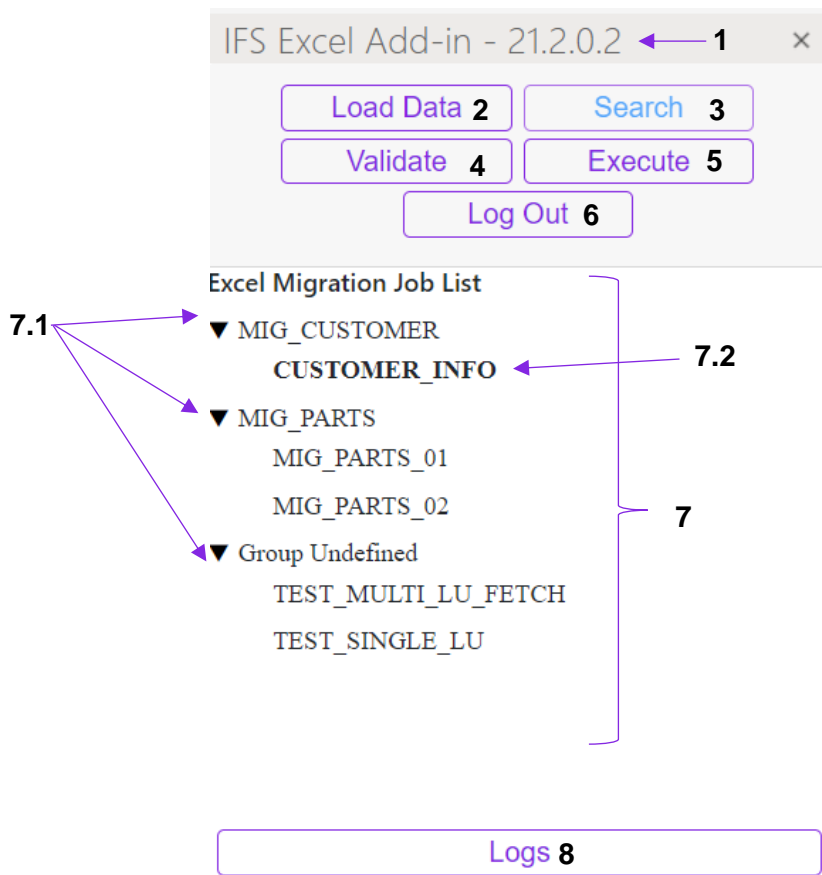 IFS Excel Add-in - 21.2.0.2 1 ×
Load Data 2 Search 3
Validate 4 Execute 5
Log Out 6
Excel Migration Job List
7.1 ▼ MIG_CUSTOMER
CUSTOMER_INFO 7.2
▼ MIG_PARTS
MIG_PARTS_01
MIG_PARTS_02 7
▼ Group Undefined
TEST_MULTI_LU_FETCH
TEST_SINGLE_LU
Logs 8